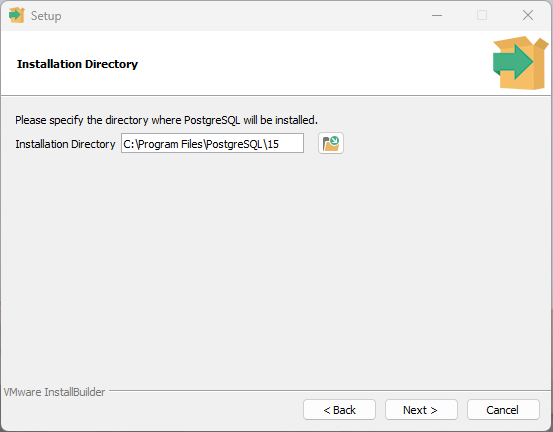 Setup
Installation Directory
Please specify the directory where PostgreSQL will be installed.
Installation Directory C:\Program Files\PostgreSQL\15
VMware InstallBuilder
< Back Next > Cancel